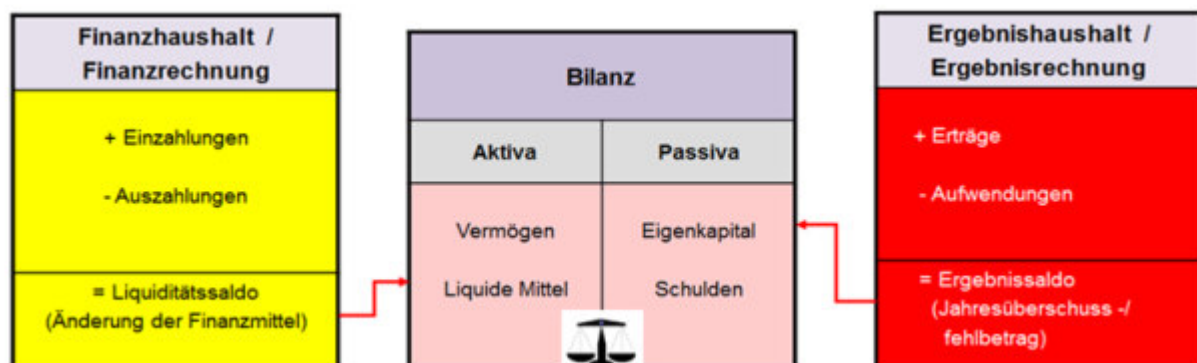 Finanzhaushalt /
Finanzrechnung
+ Einzahlungen
- Auszahlungen
= Liquiditätssaldo
(Änderung der Finanzmittel)
Bilanz
Aktiva
Passiva
Vermögen
Eigenkapital
Liquide Mittel
Schulden
Ergebnishaushalt /
Ergebnisrechnung
+ Erträge
- Aufwendungen
= Ergebnissaldo
(Jahresüberschuss -/
fehlbetrag)